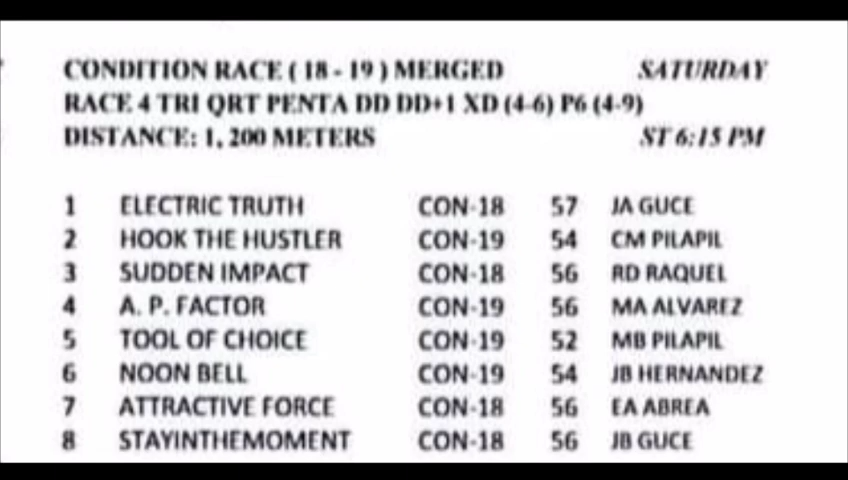 CONDITION RACE ( 18 - 19 ) MERGED SATURDAY
RACE 4 TRI QRT PENTA DD DD+1 XD (4-6) P6 (4-9)
DISTANCE: 1, 200 METERS ST 6:15 PM
1 ELECTRIC TRUTH CON-18 57 JA GUCE
2 HOOK THE HUSTLER CON-19 54 CM PILAPIL
3 SUDDEN IMPACT CON-18 56 RD RAQUEL
4 A. P. FACTOR CON-19 56 MA ALVAREZ
5 TOOL OF CHOICE CON-19 52 MB PILAPIL
6 NOON BELL CON-19 54 JB HERNANDEZ
7 ATTRACTIVE FORCE CON-18 56 EA ABREA
8 STAYINTHEMOMENT CON-18 56 JB GUCE